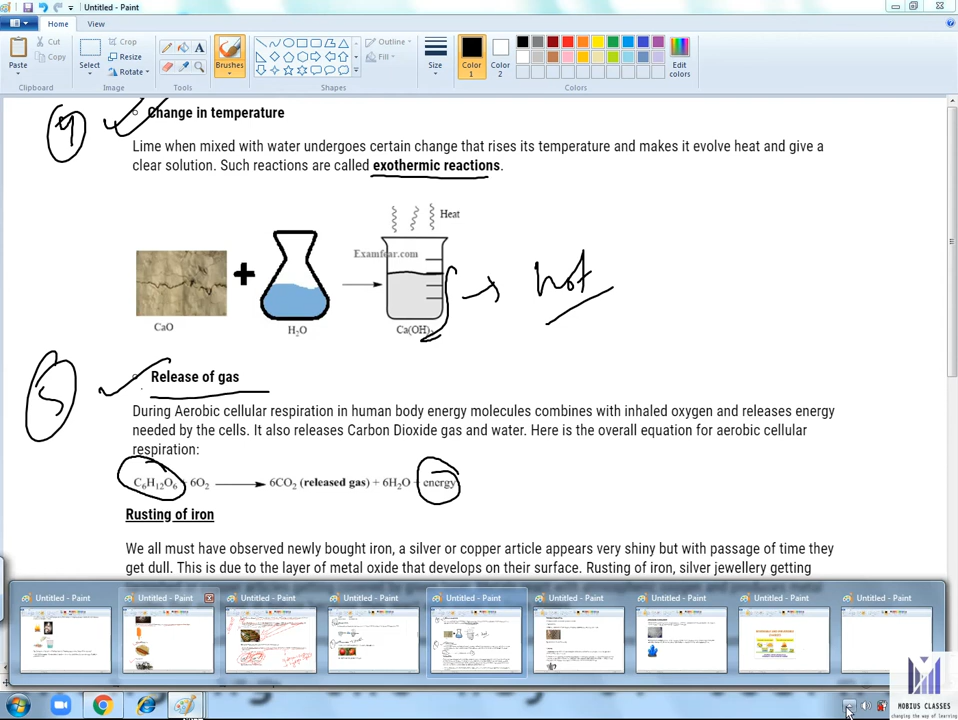 Untitled - Paint
Home
View
Paste
Cut
Copy
Clipboard
Select
Crop
Resize
Rotate
Image
A
Tools
Brushes
Outline
Fill
Shapes
Size
Color
1
Color
2
Edit
colors
Colors
4
Change in temperature
Lime when mixed with water undergoes certain change that rises its temperature and makes it evolve heat and give a
clear solution. Such reactions are called exothermic reactions.
Heat
Examfear.com
+
hot
CaO
H₂O
Ca(OH)₂
5
Release of gas
During Aerobic cellular respiration in human body energy molecules combines with inhaled oxygen and releases energy
needed by the cells. It also releases Carbon Dioxide gas and water. Here is the overall equation for aerobic cellular
respiration:
C₆H₁₂O₆ 6O₂ 6CO₂ (released gas) + 6H₂O energy
Rusting of iron
We all must have observed newly bought iron, a silver or copper article appears very shiny but with passage of time they
get dull. This is due to the layer of metal oxide that develops on their surface. Rusting of iron, silver jewellery getting
Untitled - Paint
Untitled - Paint
Untitled - Paint
Untitled - Paint
Untitled - Paint
Untitled - Paint
Untitled - Paint
Untitled - Paint
Untitled - Paint
MOBIUS CLASSES
changing the way of learning